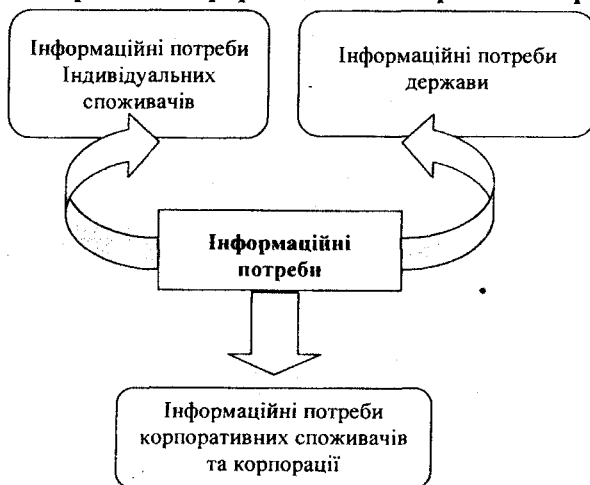 Інформаційні потреби
Індивідуальних
споживачів
Інформаційні потреби
держави
Інформаційні
потреби
Інформаційні потреби
корпоративних споживачів
та корпорації